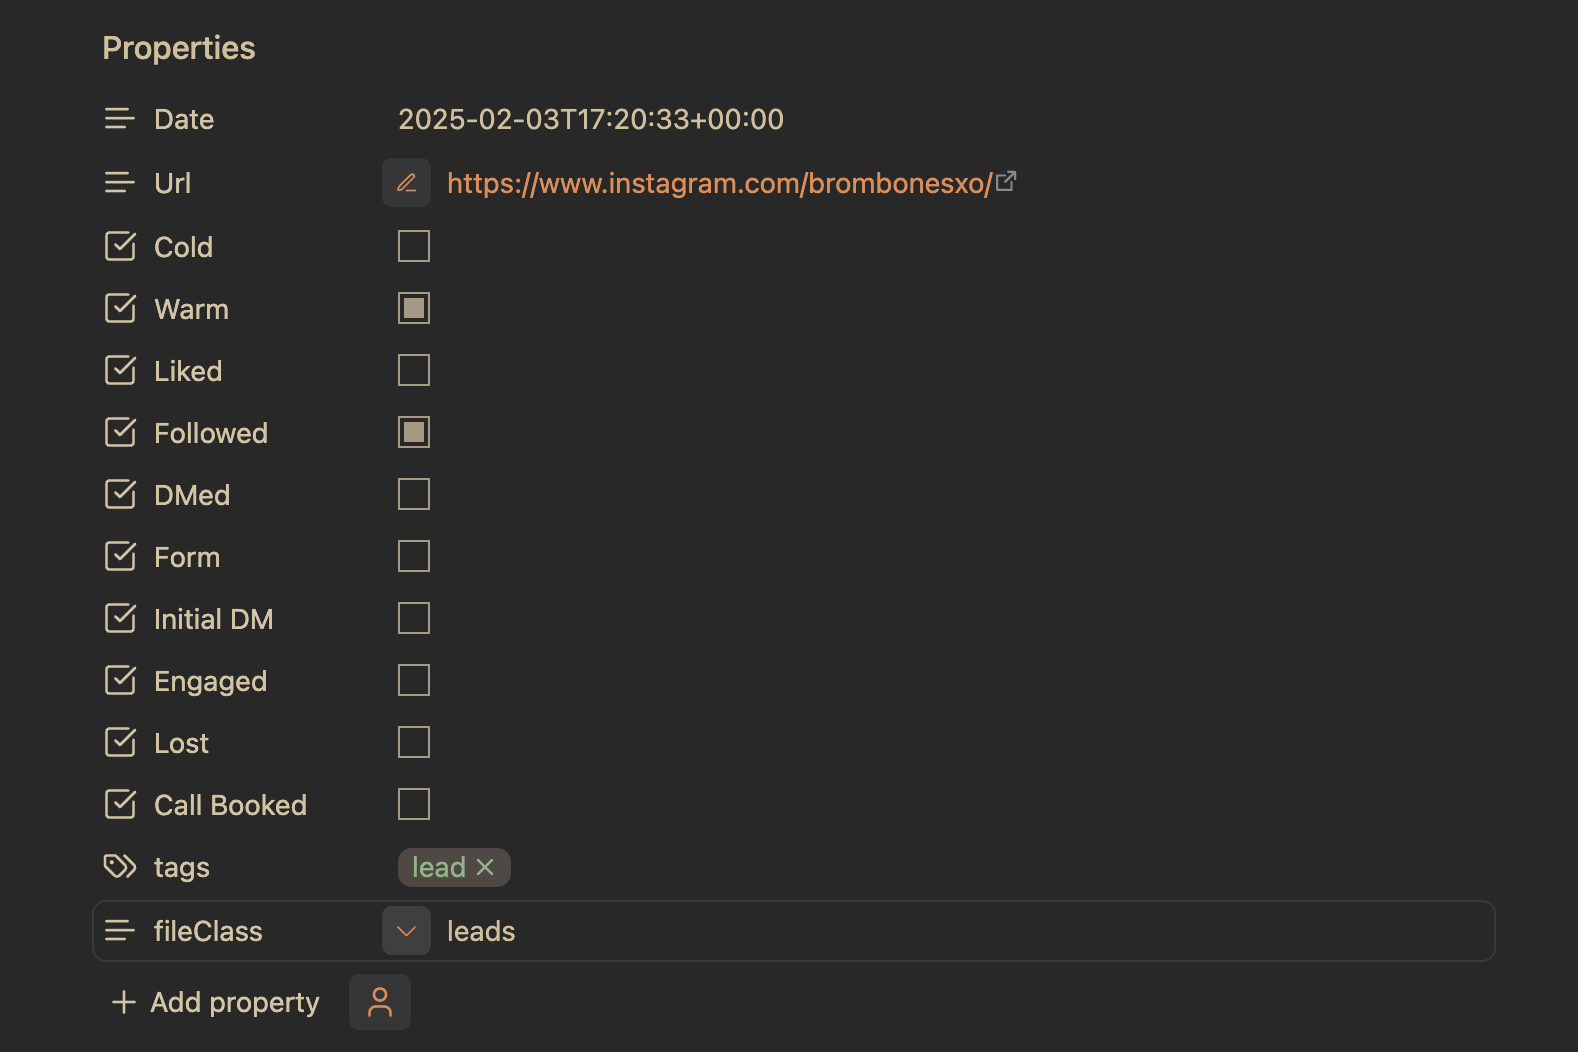 Properties
Date 2025-02-03T17:20:33+00:00
Url https://www.instagram.com/brombonesxo/
Cold
Warm
Liked
Followed
DMed
Form
Initial DM
Engaged
Lost
Call Booked
tags lead
fileClass leads
Add property